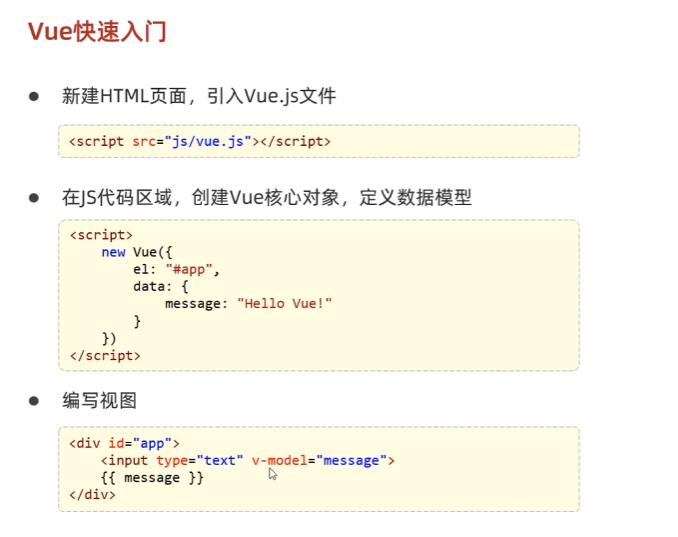 Vue快速入门
● 新建HTML页面，引入Vue.js文件
<script src="js/vue.js"></script>
● 在JS代码区域，创建Vue核心对象，定义数据模型
<script>
    new Vue({
        el: "#app",
        data: {
            message: "Hello Vue!"
        }
    })
</script>
● 编写视图
<div id="app">
    <input type="text" v-model="message">
    {{ message }}
</div>